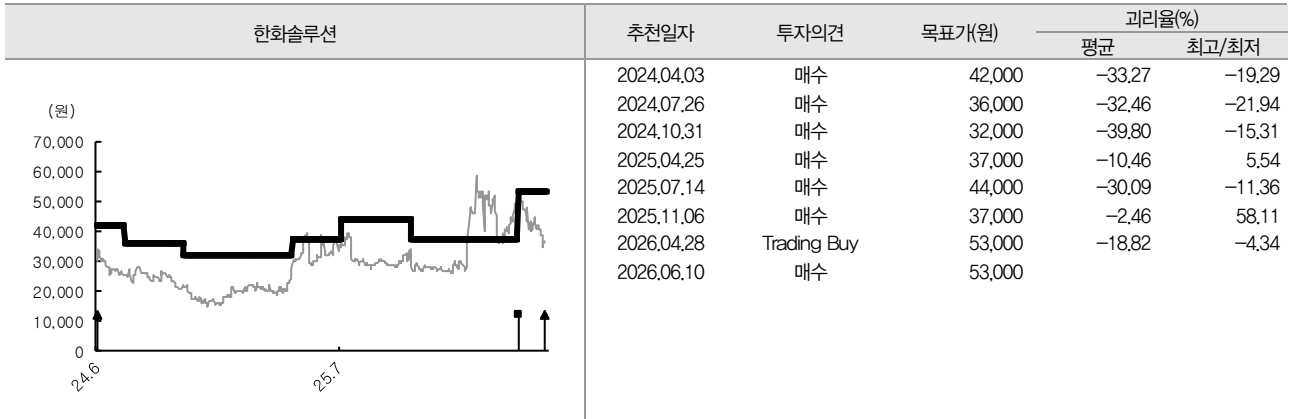 한화솔루션
(원)
70,000
60,000
50,000
40,000
30,000
20,000
10,000
0
24.6 25.7
추천일자 투자의견 목표가(원) 괴리율(%)
평균 최고/최저
2024.04.03 매수 42,000 -33.27 -19.29
2024.07.26 매수 36,000 -32.46 -21.94
2024.10.31 매수 32,000 -39.80 -15.31
2025.04.25 매수 37,000 -10.46 5.54
2025.07.14 매수 44,000 -30.09 -11.36
2025.11.06 매수 37,000 -2.46 58.11
2026.04.28 Trading Buy 53,000 -18.82 -4.34
2026.06.10 매수 53,000